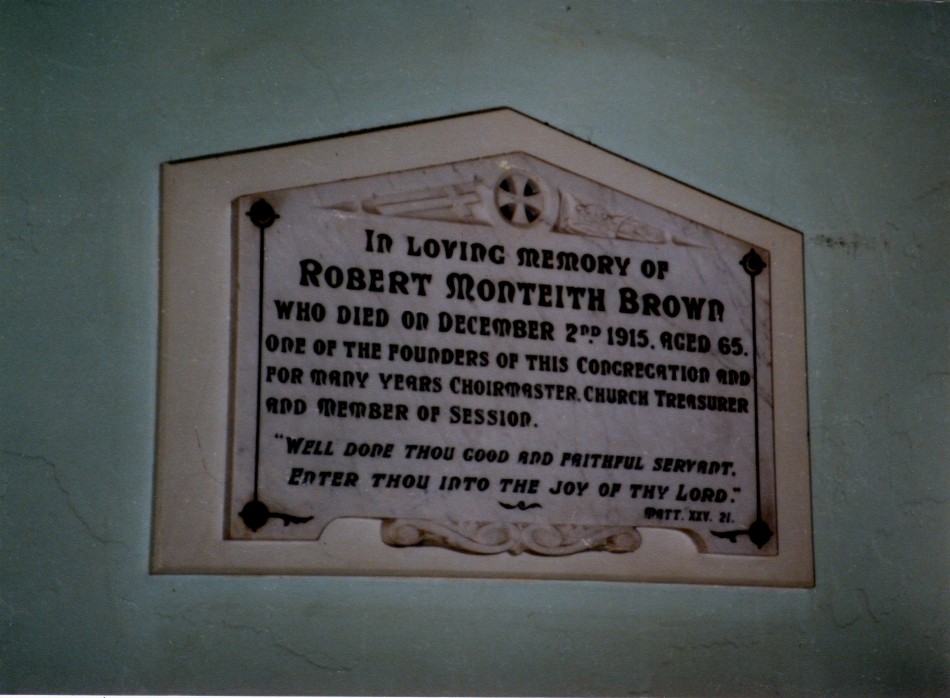 In loving memory of
Robert Monteith Brown
who died on December 2nd 1915. aged 65.
One of the founders of this Congregation and
for many years Choirmaster, Church Treasurer
and Member of Session.
"Well done thou good and faithful servant.
Enter thou into the joy of thy Lord."
Matt. XXV. 21.